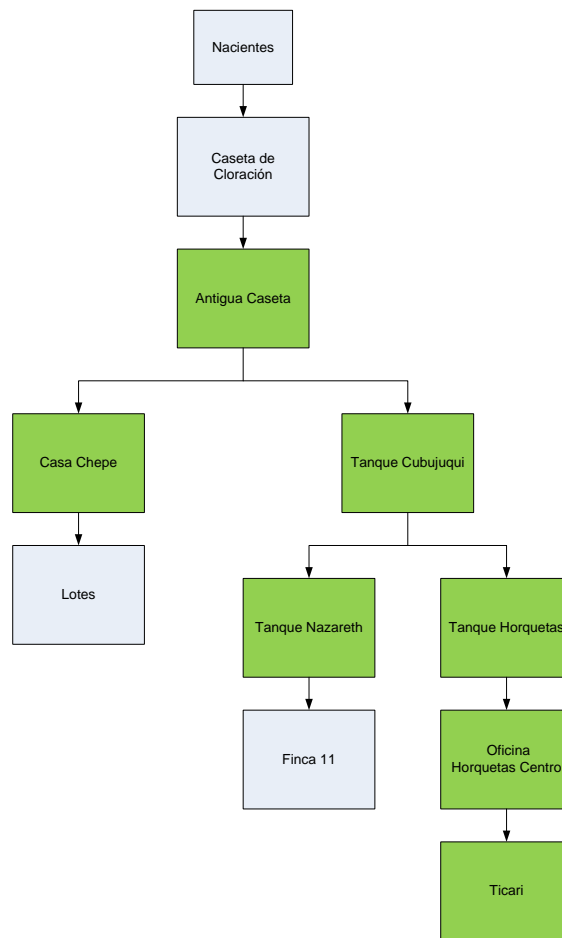 Nacientes
Caseta de
Cloración
Antigua Caseta
Casa Chepe
Tanque Cubujuqui
Lotes
Tanque Nazareth
Tanque Horquetas
Finca 11
Oficina
Horquetas Centro
Ticari